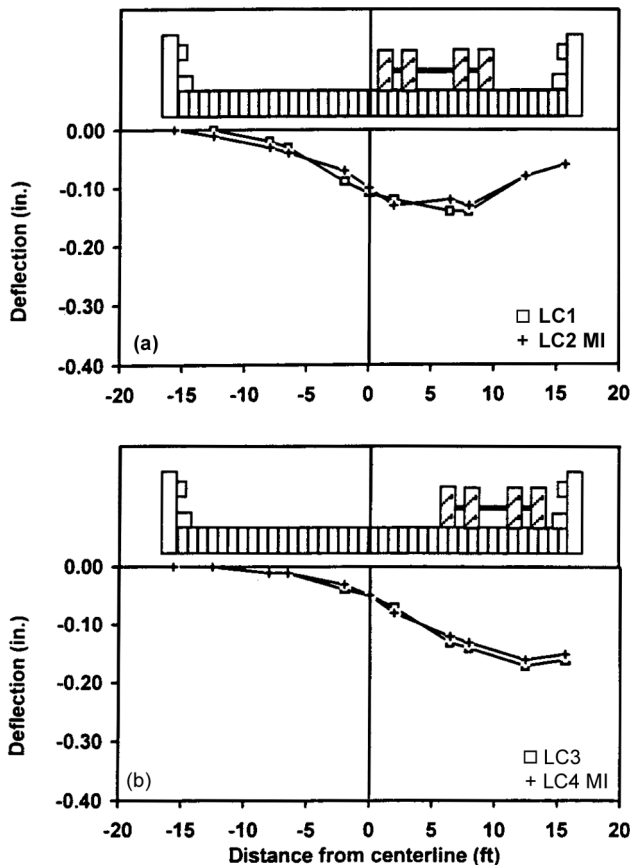 0.00
-0.10
-0.20
-0.30
-0.40
Deflection (in.)
(a)
□ LC1
+ LC2 MI
-20 -15 -10 -5 0 5 10 15 20
0.00
-0.10
-0.20
-0.30
-0.40
Deflection (in.)
(b)
□ LC3
+ LC4 MI
-20 -15 -10 -5 0 5 10 15 20
Distance from centerline (ft)